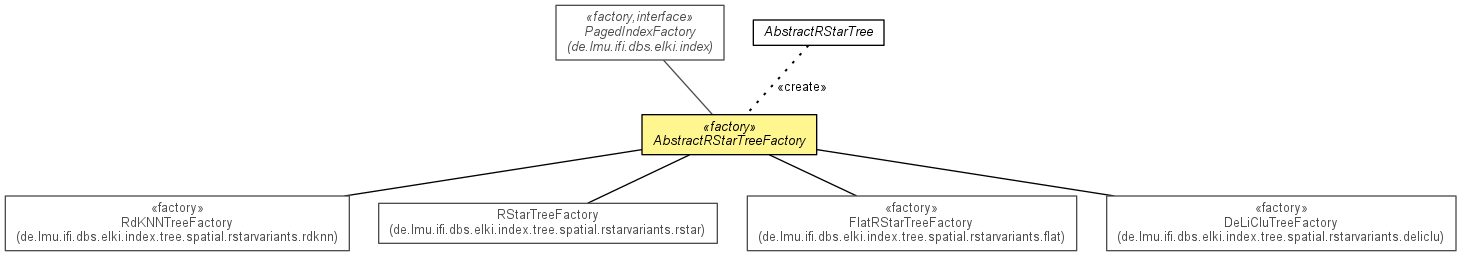 «factory, interface»
PagedIndexFactory
(de.lmu.ifi.dbs.elki.index)
AbstractRStarTree
«create»
«factory»
AbstractRStarTreeFactory
«factory»
RdKNNTreeFactory
(de.lmu.ifi.dbs.elki.index.tree.spatial.rstarvariants.rdknn)
RStarTreeFactory
(de.lmu.ifi.dbs.elki.index.tree.spatial.rstarvariants.rstar)
«factory»
FlatRStarTreeFactory
(de.lmu.ifi.dbs.elki.index.tree.spatial.rstarvariants.flat)
«factory»
DeLiCluTreeFactory
(de.lmu.ifi.dbs.elki.index.tree.spatial.rstarvariants.deliclu)